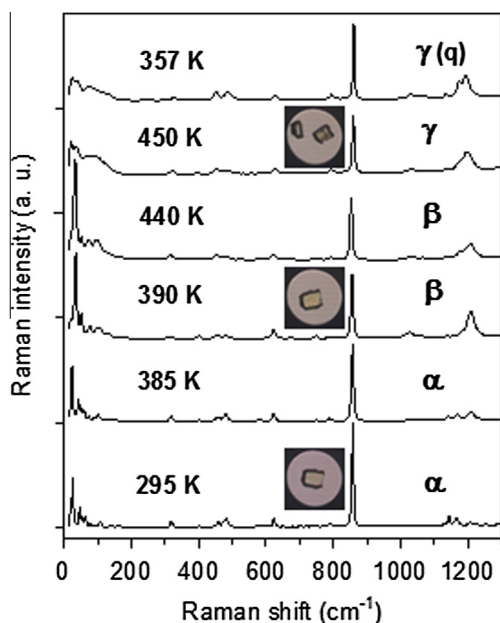 357 K
γ (q)
450 K
γ
440 K
β
390 K
β
385 K
α
295 K
α
Raman intensity (a. u.)
0 200 400 600 800 1000 1200
Raman shift (cm⁻¹)